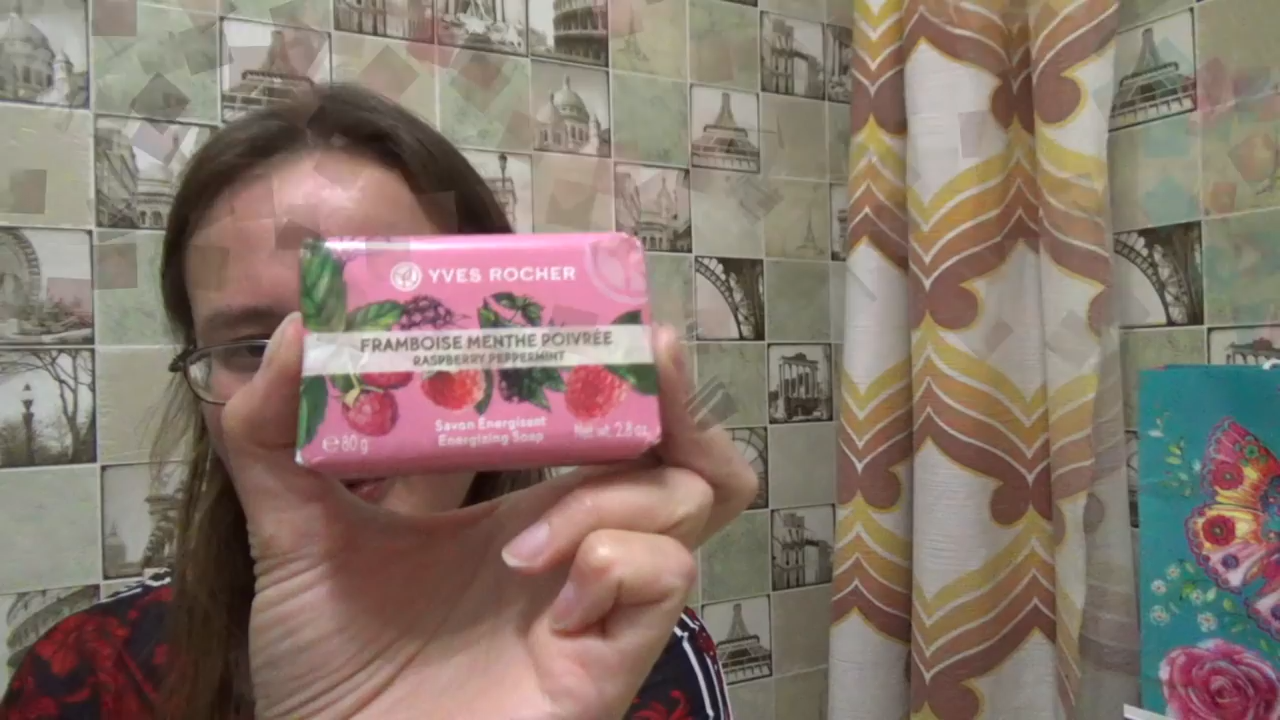 YVES ROCHER
FRAMBOISE MENTHE POIVRÉE
RASPBERRY PEPPERMINT
Savon Énergisant
Energizing Soap
℮ 80 g
Net wt. 2.8 oz.